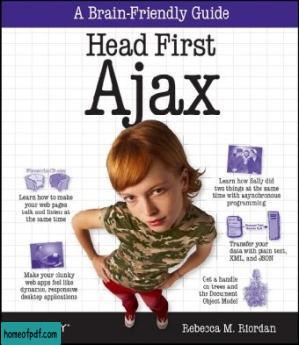 A Brain-Friendly Guide
Head First
Ajax
Learn how to make
your web pages
talk and listen at
the same time
Learn how Sally did
two things at the same
time with asynchronous
programming
Transfer your
data with plain text,
XML, and JSON
Make your clunky
web apps feel like
dynamic, responsive
desktop applications
Get a handle
on trees and
the Document
Object Model
Rebecca M. Riordan
homeofpdf.com